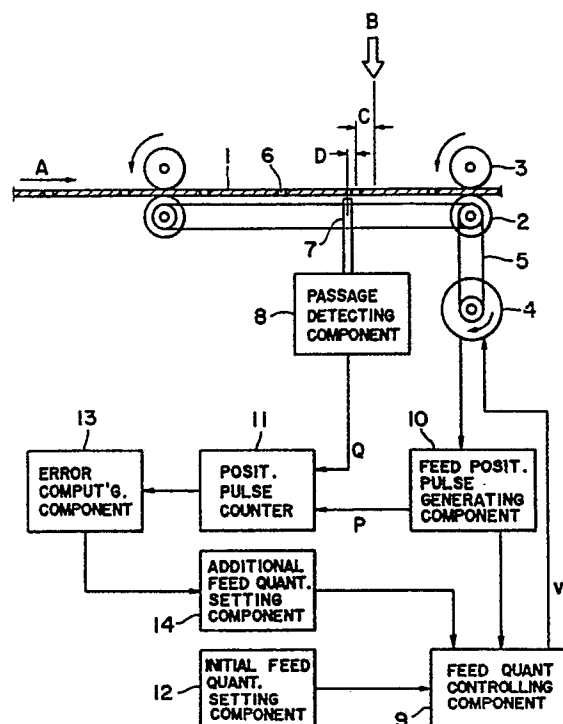 B
C
A
1
6
D
3
2
7
5
PASSAGE
DETECTING
COMPONENT
8
4
13
11
10
Q
ERROR
COMPUT'G.
COMPONENT
POSIT.
PULSE
COUNTER
FEED POSIT.
PULSE
GENERATING
COMPONENT
P
V
ADDITIONAL
FEED QUANT.
SETTING
COMPONENT
14
INITIAL FEED
QUANT.
SETTING
COMPONENT
12
FEED QUANT
CONTROLLING
COMPONENT
9